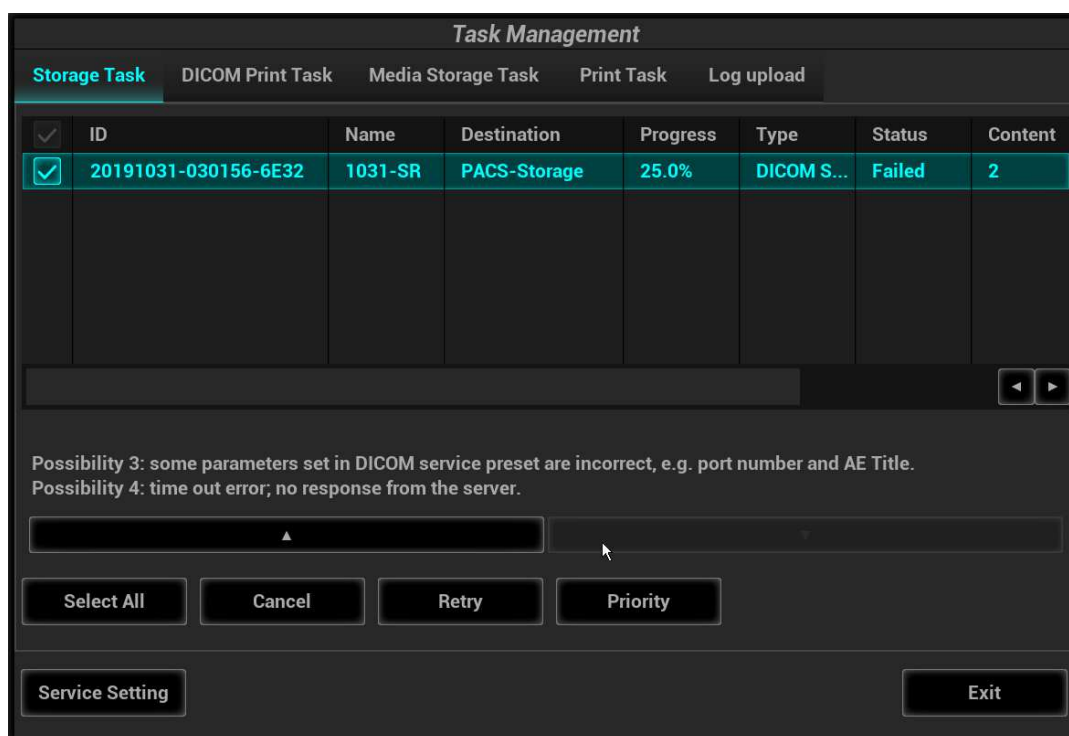 Task Management
Storage Task DICOM Print Task Media Storage Task Print Task Log upload
ID Name Destination Progress Type Status Content
20191031-030156-6E32 1031-SR PACS-Storage 25.0% DICOM S... Failed 2
Possibility 3: some parameters set in DICOM service preset are incorrect, e.g. port number and AE Title.
Possibility 4: time out error; no response from the server.
Select All Cancel Retry Priority
Service Setting Exit